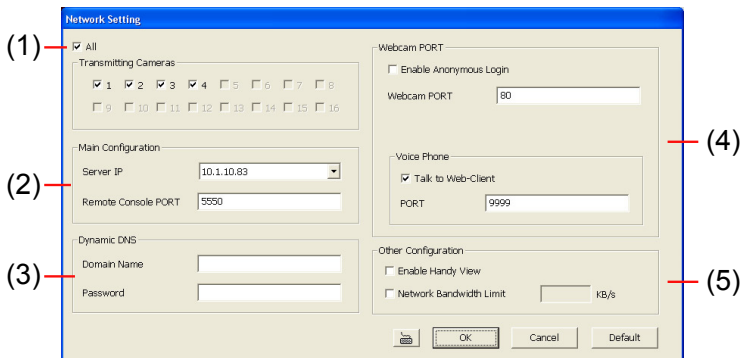 Network Setting
(1)
All
Transmitting Cameras
1 2 3 4 5 6 7 8
9 10 11 12 13 14 15 16
Main Configuration
(2)
Server IP 10.1.10.83
Remote Console PORT 5550
Dynamic DNS
(3)
Domain Name
Password
Webcam PORT
Enable Anonymous Login
Webcam PORT 80
(4)
Voice Phone
Talk to Web-Client
PORT 9999
Other Configuration
Enable Handy View
(5)
Network Bandwidth Limit KB/s
OK Cancel Default